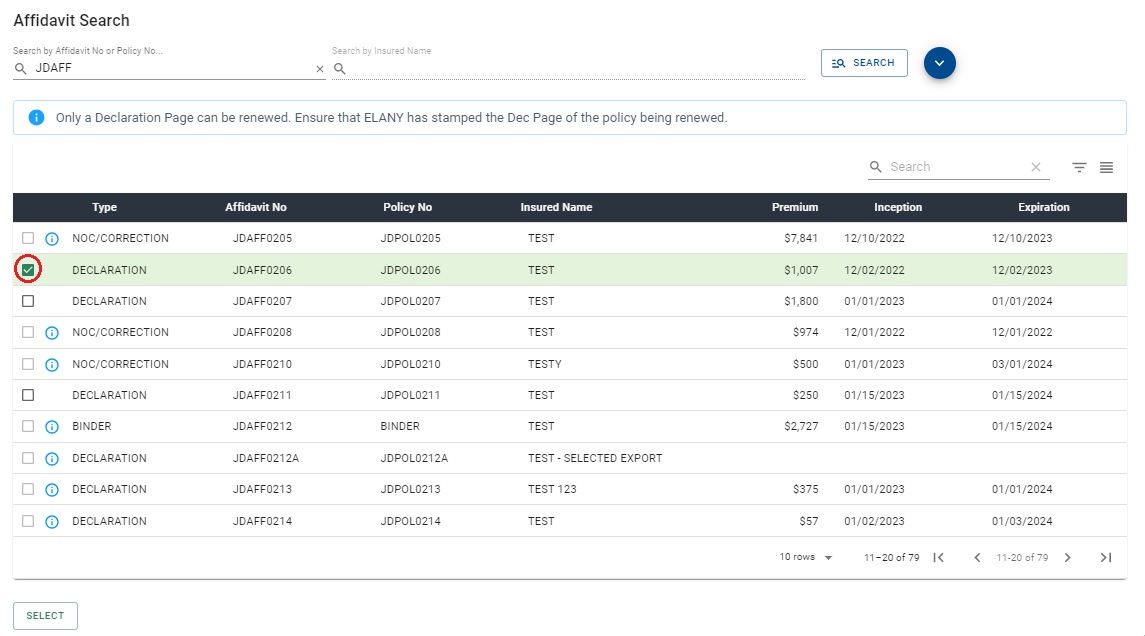 Affidavit Search
Search by Affidavit No or Policy No... Search by Insured Name
JDAFF
SEARCH
Only a Declaration Page can be renewed. Ensure that ELANY has stamped the Dec Page of the policy being renewed.
Search
Type Affidavit No Policy No Insured Name Premium Inception Expiration
NOC/CORRECTION JDAFF0205 JDPOL0205 TEST $7,841 12/10/2022 12/10/2023
DECLARATION JDAFF0206 JDPOL0206 TEST $1,007 12/02/2022 12/02/2023
DECLARATION JDAFF0207 JDPOL0207 TEST $1,800 01/01/2023 01/01/2024
NOC/CORRECTION JDAFF0208 JDPOL0208 TEST $974 12/01/2022 12/01/2022
NOC/CORRECTION JDAFF0210 JDPOL0210 TESTY $500 01/01/2023 03/01/2024
DECLARATION JDAFF0211 JDPOL0211 TEST $250 01/15/2023 01/15/2024
BINDER JDAFF0212 BINDER TEST $2,727 01/15/2023 01/15/2024
DECLARATION JDAFF0212A JDPOL0212A TEST - SELECTED EXPORT
DECLARATION JDAFF0213 JDPOL0213 TEST 123 $375 01/01/2023 01/01/2024
DECLARATION JDAFF0214 JDPOL0214 TEST $57 01/02/2023 01/03/2024
10 rows 11–20 of 79 11-20 of 79
SELECT